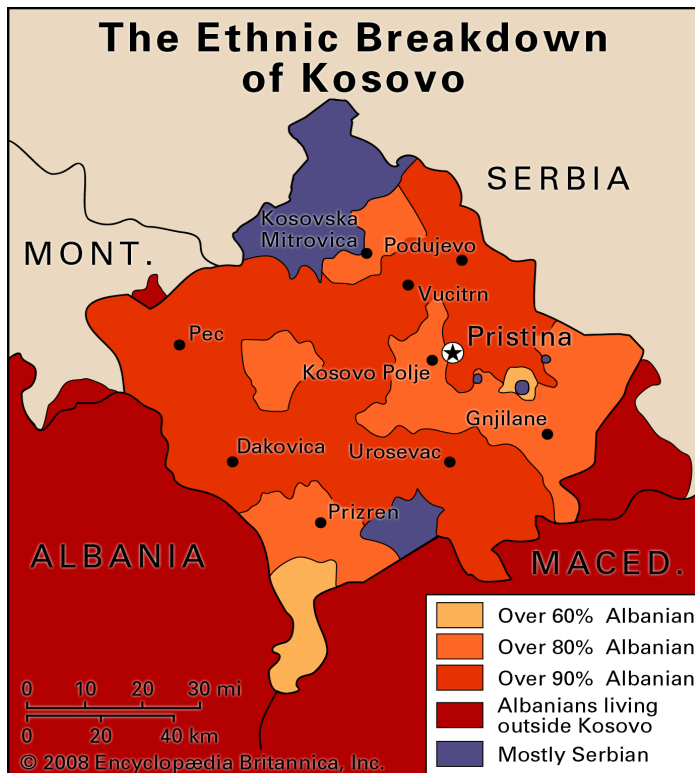 The Ethnic Breakdown
of Kosovo
SERBIA
MONT.
Kosovska
Mitrovica
Podujevo
Vucitrn
Pec
Pristina
Kosovo Polje
Gnjilane
Dakovica
Urosevac
Prizren
ALBANIA
MACED.
Over 60% Albanian
Over 80% Albanian
Over 90% Albanian
Albanians living
outside Kosovo
Mostly Serbian
0 10 20 30 mi
0 20 40 km
© 2008 Encyclopædia Britannica, Inc.